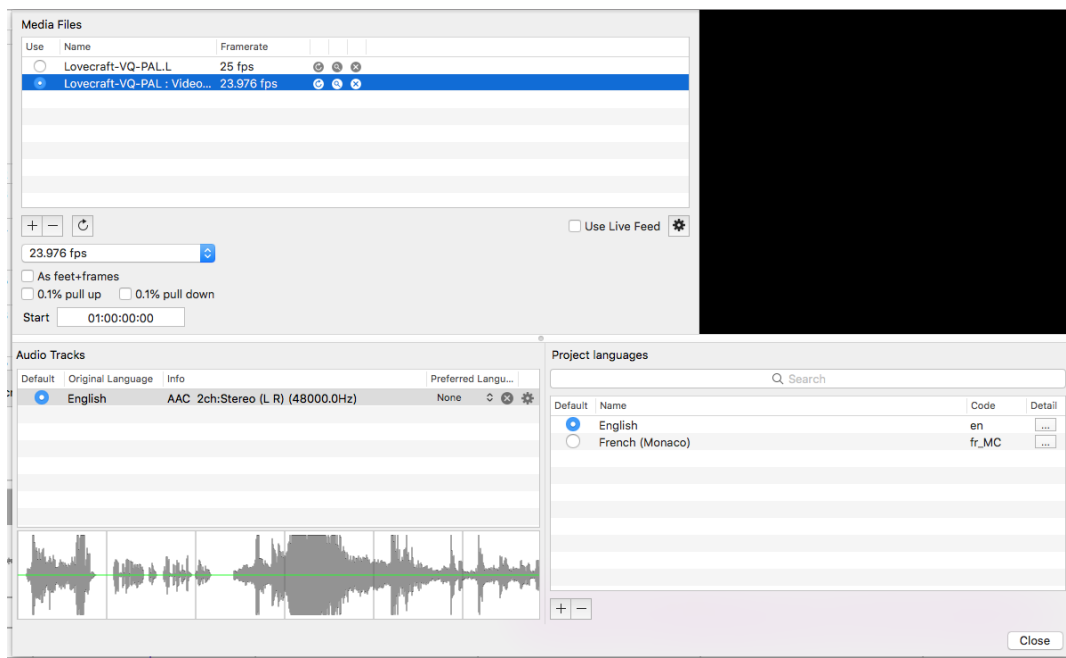 Media Files
Use Name Framerate
Lovecraft-VQ-PAL.L 25 fps
Lovecraft-VQ-PAL : Video... 23.976 fps
+ − Use Live Feed
23.976 fps
As feet+frames
0.1% pull up 0.1% pull down
Start 01:00:00:00
Audio Tracks
Default Original Language Info Preferred Langu...
English AAC 2ch:Stereo (L R) (48000.0Hz) None
Project languages
Search
Default Name Code Detail
English en ...
French (Monaco) fr_MC ...
+ −
Close